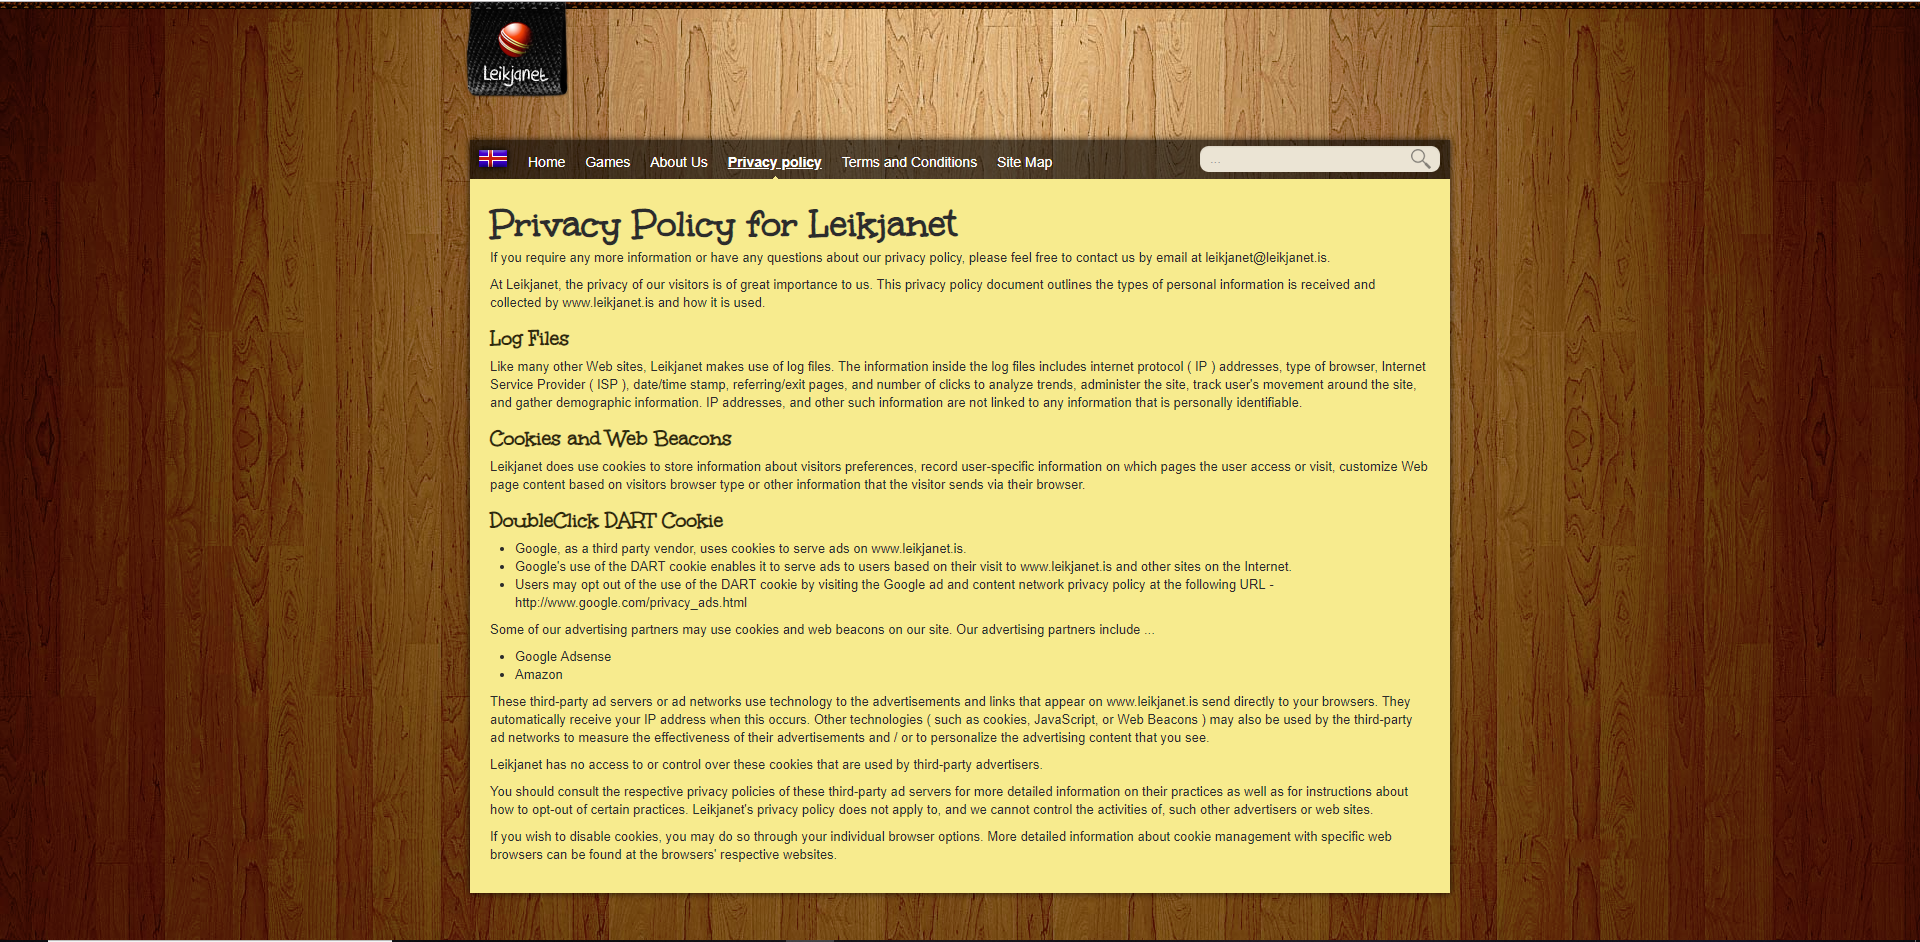 Leikjanet
Home Games About Us Privacy policy Terms and Conditions Site Map ...
Privacy Policy for Leikjanet
If you require any more information or have any questions about our privacy policy, please feel free to contact us by email at leikjanet@leikjanet.is.
At Leikjanet, the privacy of our visitors is of great importance to us. This privacy policy document outlines the types of personal information is received and
collected by www.leikjanet.is and how it is used.
Log Files
Like many other Web sites, Leikjanet makes use of log files. The information inside the log files includes internet protocol ( IP ) addresses, type of browser, Internet
Service Provider ( ISP ), date/time stamp, referring/exit pages, and number of clicks to analyze trends, administer the site, track user's movement around the site,
and gather demographic information. IP addresses, and other such information are not linked to any information that is personally identifiable.
Cookies and Web Beacons
Leikjanet does use cookies to store information about visitors preferences, record user-specific information on which pages the user access or visit, customize Web
page content based on visitors browser type or other information that the visitor sends via their browser.
DoubleClick DART Cookie
• Google, as a third party vendor, uses cookies to serve ads on www.leikjanet.is.
• Google's use of the DART cookie enables it to serve ads to users based on their visit to www.leikjanet.is and other sites on the Internet.
• Users may opt out of the use of the DART cookie by visiting the Google ad and content network privacy policy at the following URL -
http://www.google.com/privacy_ads.html
Some of our advertising partners may use cookies and web beacons on our site. Our advertising partners include ...
• Google Adsense
• Amazon
These third-party ad servers or ad networks use technology to the advertisements and links that appear on www.leikjanet.is send directly to your browsers. They
automatically receive your IP address when this occurs. Other technologies ( such as cookies, JavaScript, or Web Beacons ) may also be used by the third-party
ad networks to measure the effectiveness of their advertisements and / or to personalize the advertising content that you see.
Leikjanet has no access to or control over these cookies that are used by third-party advertisers.
You should consult the respective privacy policies of these third-party ad servers for more detailed information on their practices as well as for instructions about
how to opt-out of certain practices. Leikjanet's privacy policy does not apply to, and we cannot control the activities of, such other advertisers or web sites.
If you wish to disable cookies, you may do so through your individual browser options. More detailed information about cookie management with specific web
browsers can be found at the browsers' respective websites.